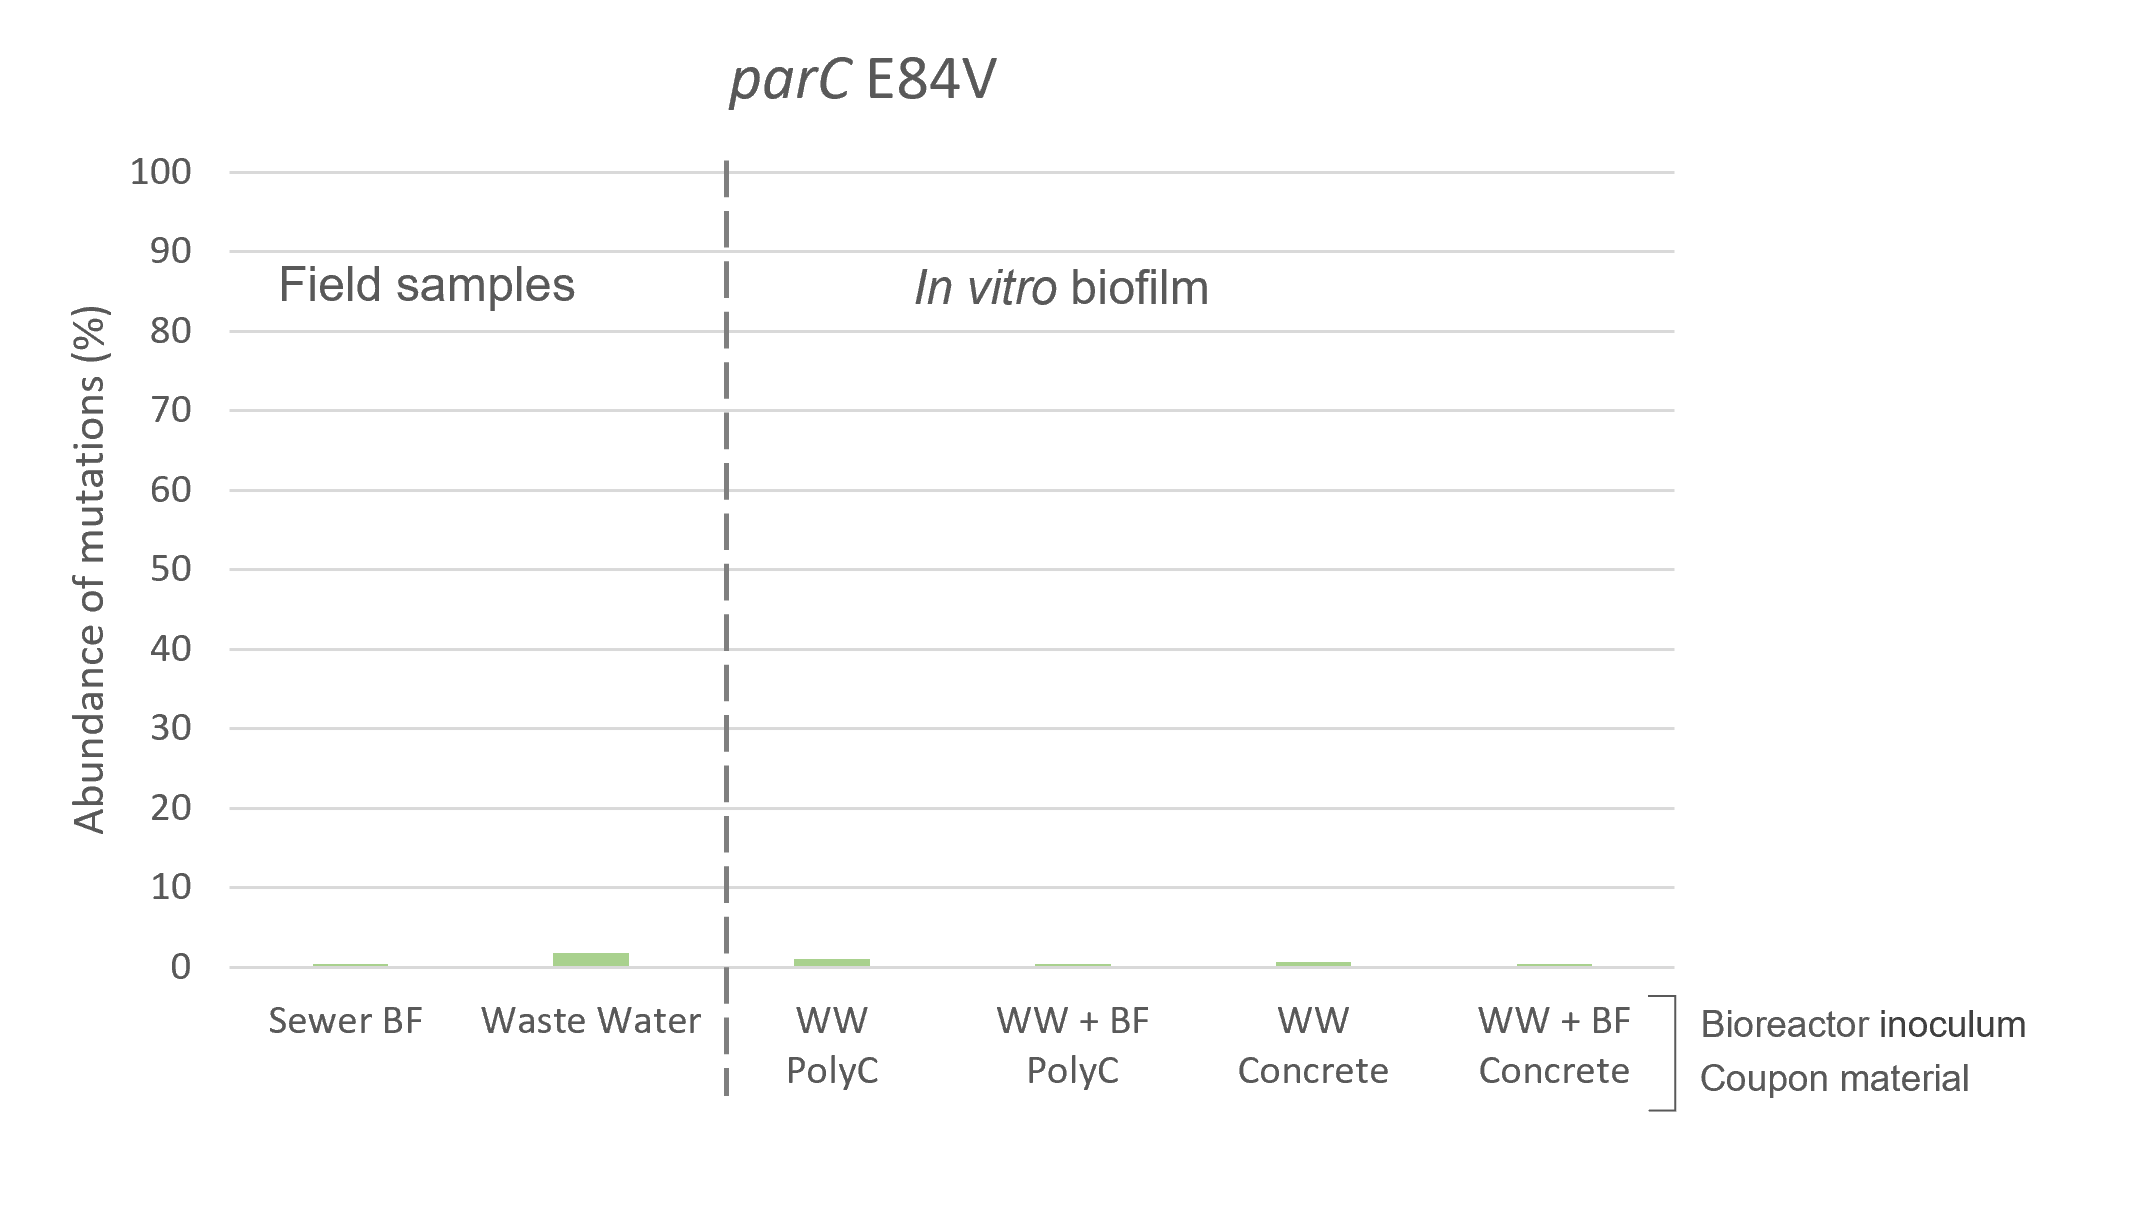 parC E84V
100
90
Field samples
In vitro biofilm
80
70
60
50
40
30
20
10
0
Abundance of mutations (%)
Sewer BF
Waste Water
WW
PolyC
WW + BF
PolyC
WW
Concrete
WW + BF
Concrete
Bioreactor inoculum
Coupon material